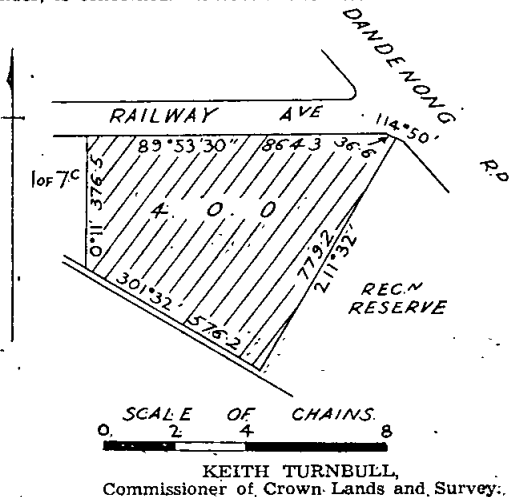 DANDENONG
RD
RAILWAY AVE
114°50'
89°53'30" 864.3 36.6
1 OF 7C
0°11' 376.5
4 0 0
779.2
211°32'
301°32'
576.2
RECN
RESERVE
SCALE OF CHAINS.
0 2 4 8
KEITH TURNBULL,
Commissioner of Crown Lands and Survey.